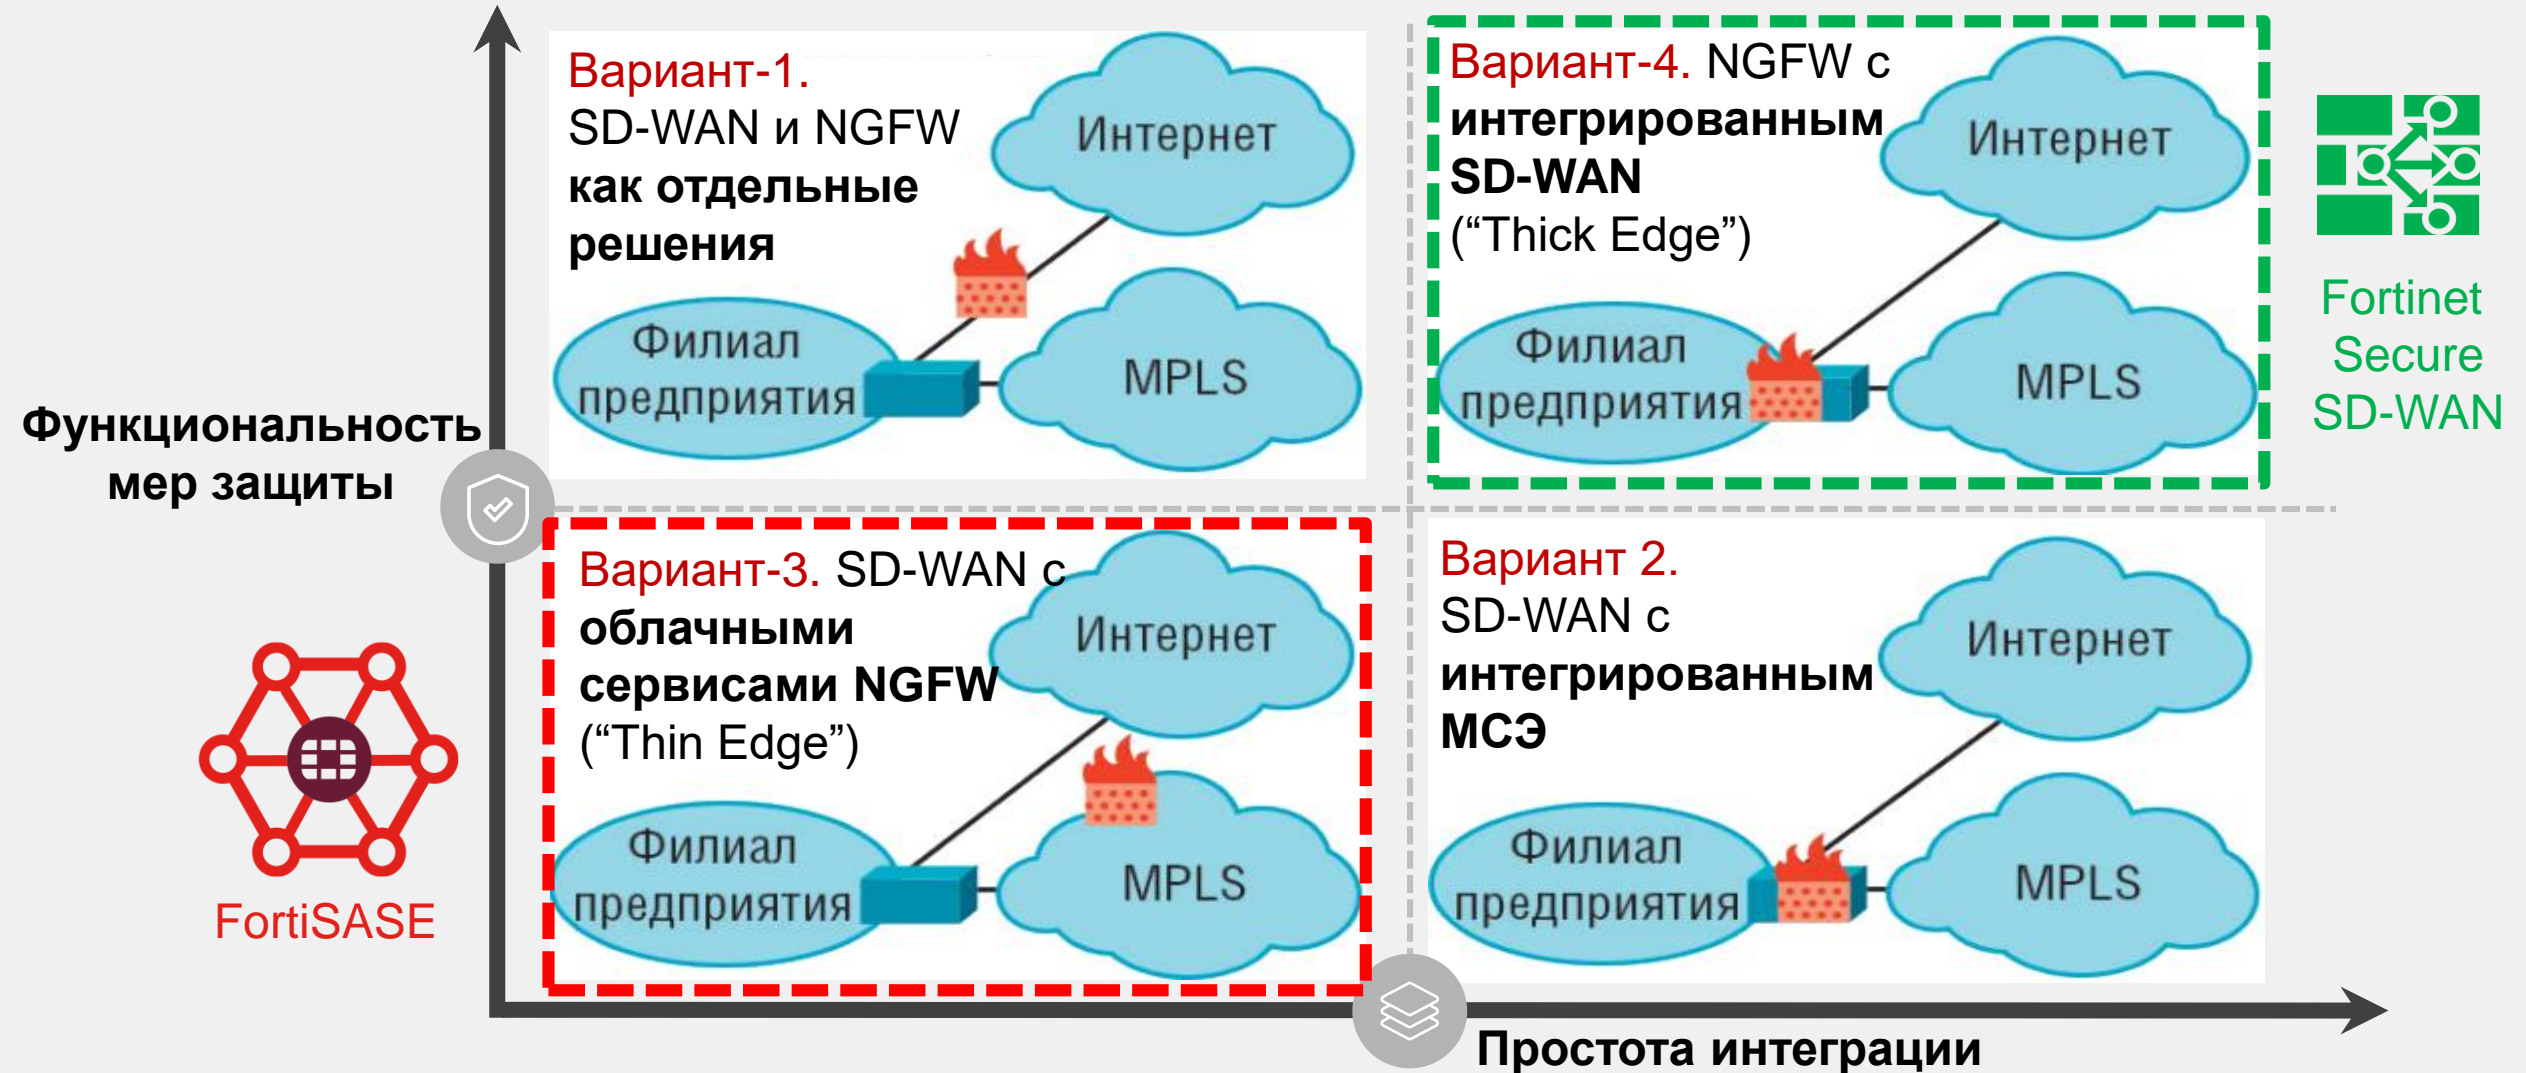 Вариант-1.
SD-WAN и NGFW
как отдельные
решения
Интернет
Филиал
предприятия
MPLS
Вариант-4. NGFW с
интегрированным
SD-WAN
(“Thick Edge”)
Интернет
Филиал
предприятия
MPLS
Fortinet
Secure
SD-WAN
Функциональность
мер защиты
Вариант-3. SD-WAN с
облачными
сервисами NGFW
(“Thin Edge”)
Интернет
Филиал
предприятия
MPLS
Вариант 2.
SD-WAN с
интегрированным
МСЭ
Интернет
Филиал
предприятия
MPLS
FortiSASE
Простота интеграции